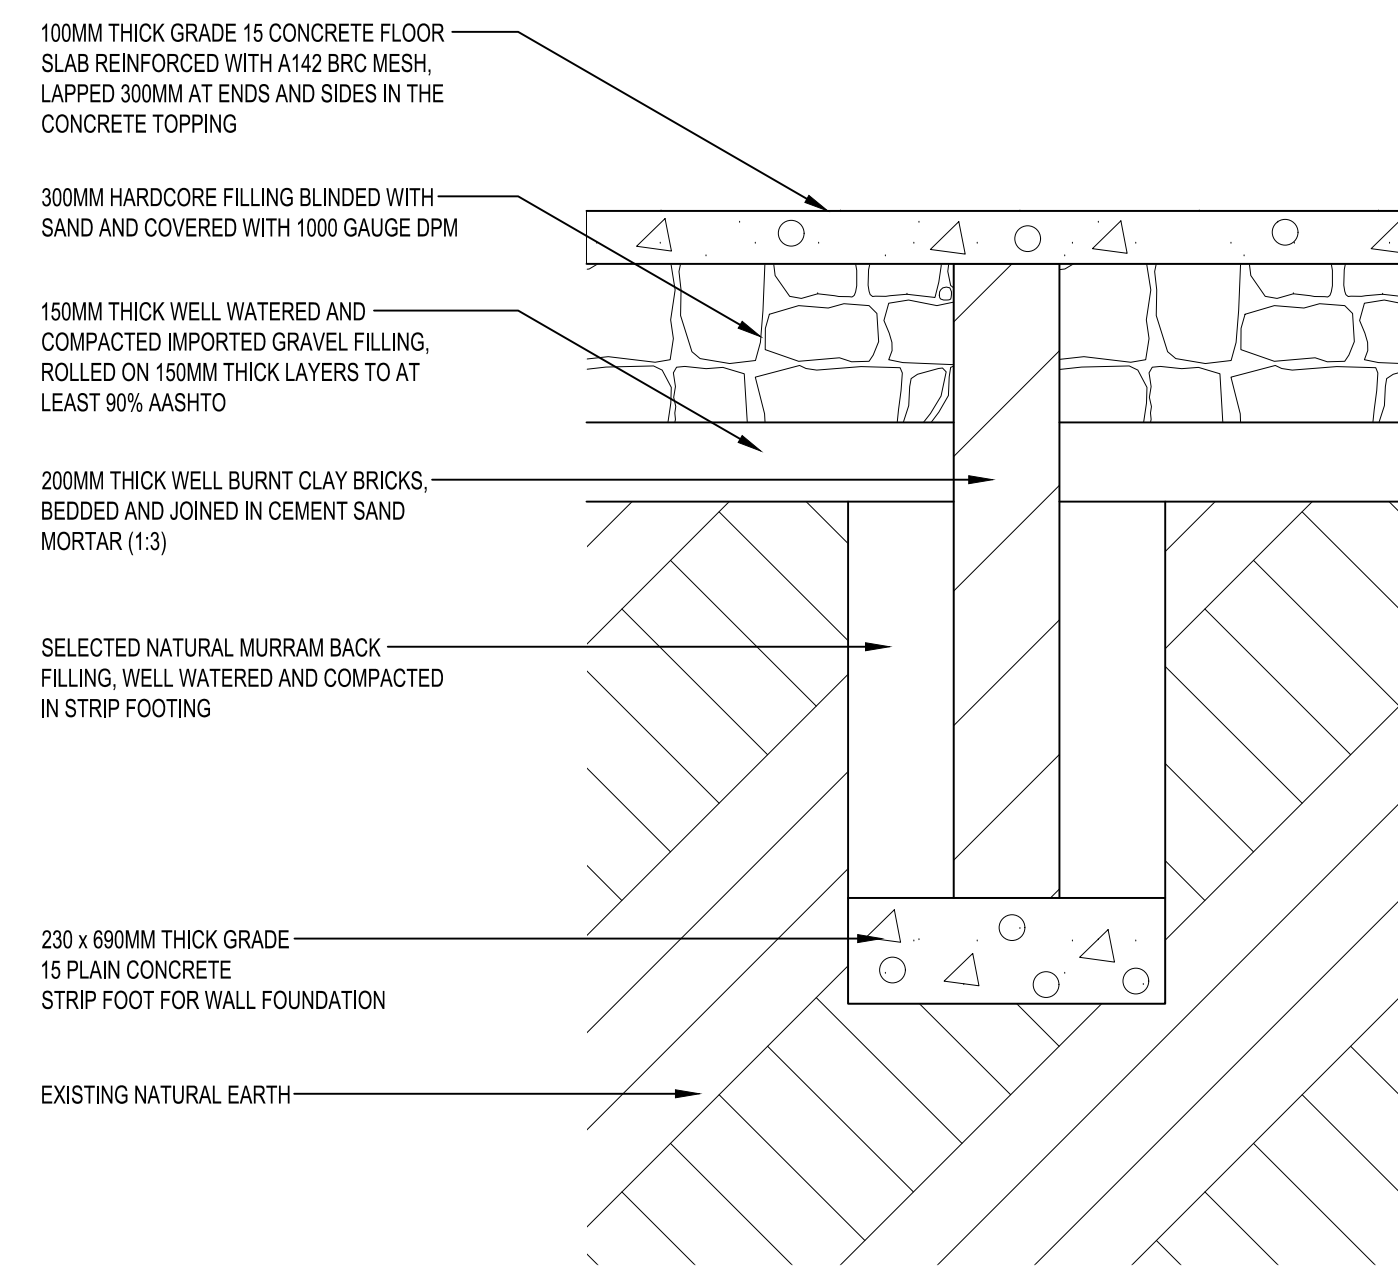 100MM THICK GRADE 15 CONCRETE FLOOR
SLAB REINFORCED WITH A142 BRC MESH,
LAPPED 300MM AT ENDS AND SIDES IN THE
CONCRETE TOPPING
300MM HARDCORE FILLING BLINDED WITH
SAND AND COVERED WITH 1000 GAUGE DPM
150MM THICK WELL WATERED AND
COMPACTED IMPORTED GRAVEL FILLING,
ROLLED ON 150MM THICK LAYERS TO AT
LEAST 90% AASHTO
200MM THICK WELL BURNT CLAY BRICKS,
BEDDED AND JOINED IN CEMENT SAND
MORTAR (1:3)
SELECTED NATURAL MURRAM BACK
FILLING, WELL WATERED AND COMPACTED
IN STRIP FOOTING
230 x 690MM THICK GRADE
15 PLAIN CONCRETE
STRIP FOOT FOR WALL FOUNDATION
EXISTING NATURAL EARTH